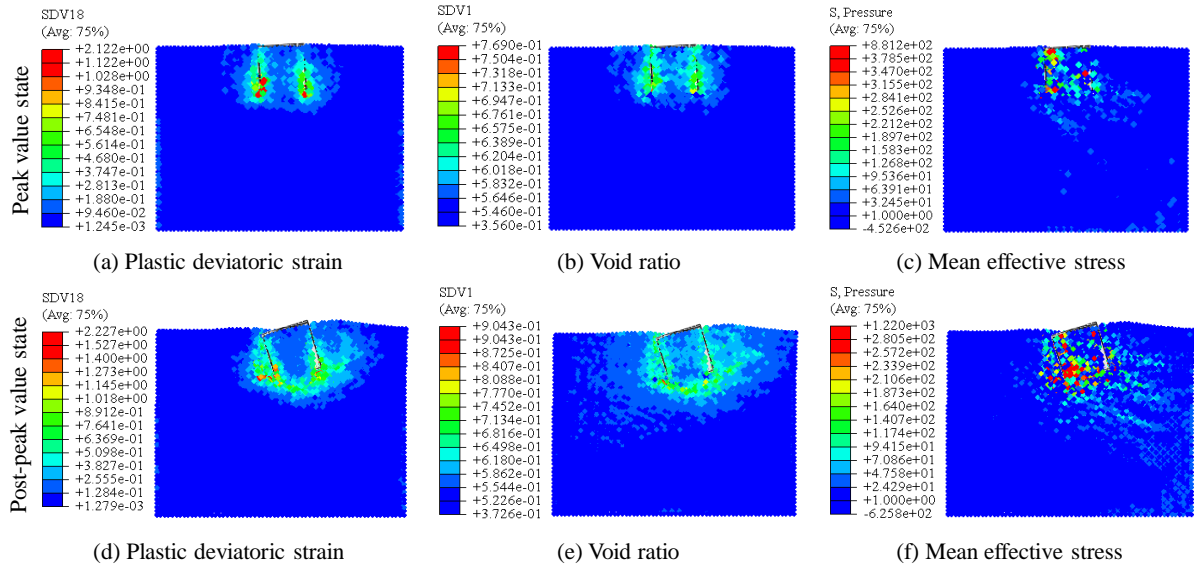 Peak value state
SDV18
(Avg: 75%)
+2.122e+00
+1.122e+00
+1.028e+00
+9.348e-01
+8.415e-01
+7.481e-01
+6.548e-01
+5.614e-01
+4.680e-01
+3.747e-01
+2.813e-01
+1.880e-01
+9.460e-02
+1.245e-03
(a) Plastic deviatoric strain
SDV1
(Avg: 75%)
+7.690e-01
+7.504e-01
+7.318e-01
+7.133e-01
+6.947e-01
+6.761e-01
+6.575e-01
+6.389e-01
+6.204e-01
+6.018e-01
+5.832e-01
+5.646e-01
+5.460e-01
+3.560e-01
(b) Void ratio
S, Pressure
(Avg: 75%)
+8.812e+02
+3.785e+02
+3.470e+02
+3.155e+02
+2.841e+02
+2.526e+02
+2.212e+02
+1.897e+02
+1.583e+02
+1.268e+02
+9.536e+01
+6.391e+01
+3.245e+01
+1.000e+00
-4.526e+02
(c) Mean effective stress
Post-peak value state
SDV18
(Avg: 75%)
+2.227e+00
+1.527e+00
+1.400e+00
+1.273e+00
+1.145e+00
+1.018e+00
+8.912e-01
+7.641e-01
+6.369e-01
+5.098e-01
+3.827e-01
+2.555e-01
+1.284e-01
+1.279e-03
(d) Plastic deviatoric strain
SDV1
(Avg: 75%)
+9.043e-01
+9.043e-01
+8.725e-01
+8.407e-01
+8.088e-01
+7.770e-01
+7.452e-01
+7.134e-01
+6.816e-01
+6.498e-01
+6.180e-01
+5.862e-01
+5.544e-01
+5.226e-01
+3.726e-01
(e) Void ratio
S, Pressure
(Avg: 75%)
+1.220e+03
+2.805e+02
+2.572e+02
+2.339e+02
+2.106e+02
+1.873e+02
+1.640e+02
+1.407e+02
+1.174e+02
+9.415e+01
+7.086e+01
+4.758e+01
+2.429e+01
+1.000e+00
-6.258e+02
(f) Mean effective stress